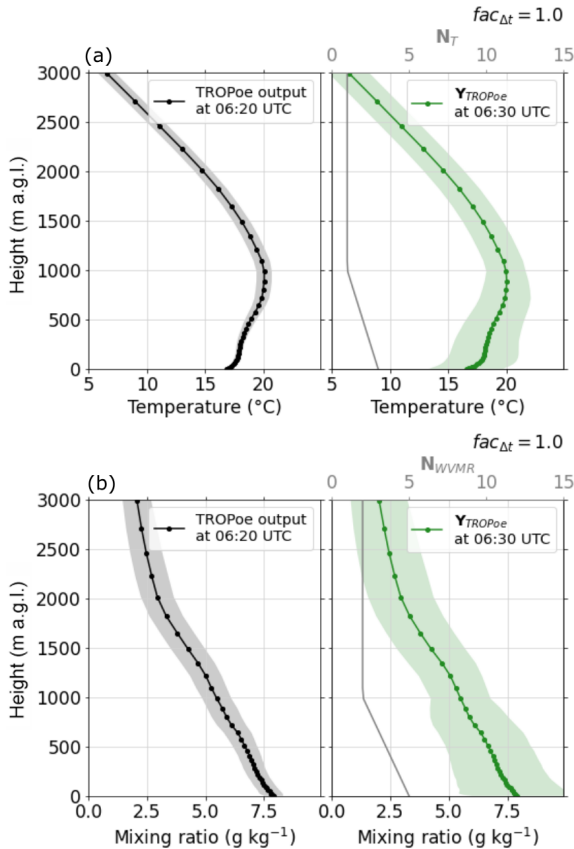 fac_Δt = 1.0
N_T
0 5 10 15
(a)
3000
2500
2000
1500
1000
500
0
Height (m a.g.l.)
TROPoe output
at 06:20 UTC
Y_TROPoe
at 06:30 UTC
5 10 15 20
5 10 15 20
Temperature (°C)
Temperature (°C)
fac_Δt = 1.0
N_WVMR
0 5 10 15
(b)
3000
2500
2000
1500
1000
500
0
Height (m a.g.l.)
TROPoe output
at 06:20 UTC
Y_TROPoe
at 06:30 UTC
0.0 2.5 5.0 7.5
0.0 2.5 5.0 7.5
Mixing ratio (g kg⁻¹)
Mixing ratio (g kg⁻¹)